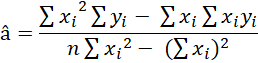 â = (∑ xᵢ² ∑ yᵢ − ∑ xᵢ ∑ xᵢyᵢ) / (n ∑ xᵢ² − (∑ xᵢ)²)